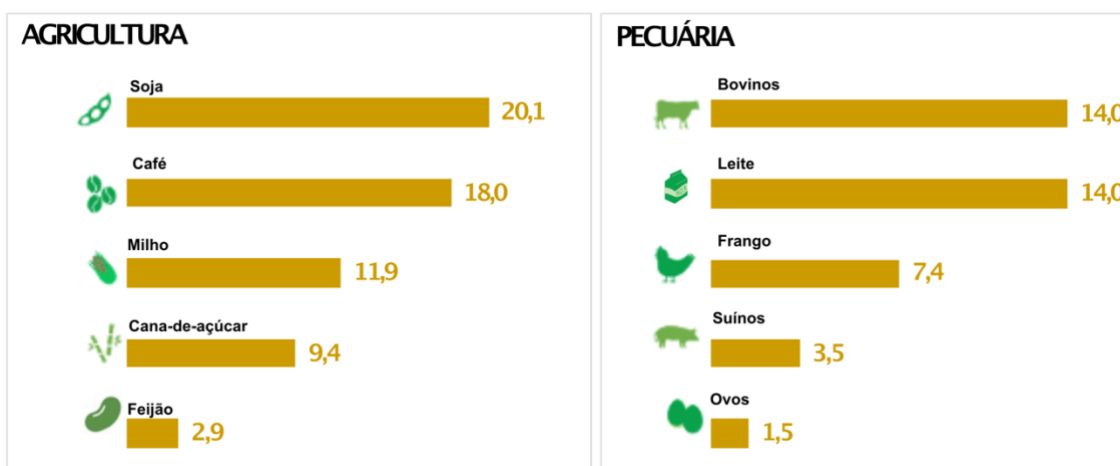 AGRICULTURA
Soja
20,1
Café
18,0
Milho
11,9
Cana-de-açúcar
9,4
Feijão
2,9
PECUÁRIA
Bovinos
14,0
Leite
14,0
Frango
7,4
Suínos
3,5
Ovos
1,5